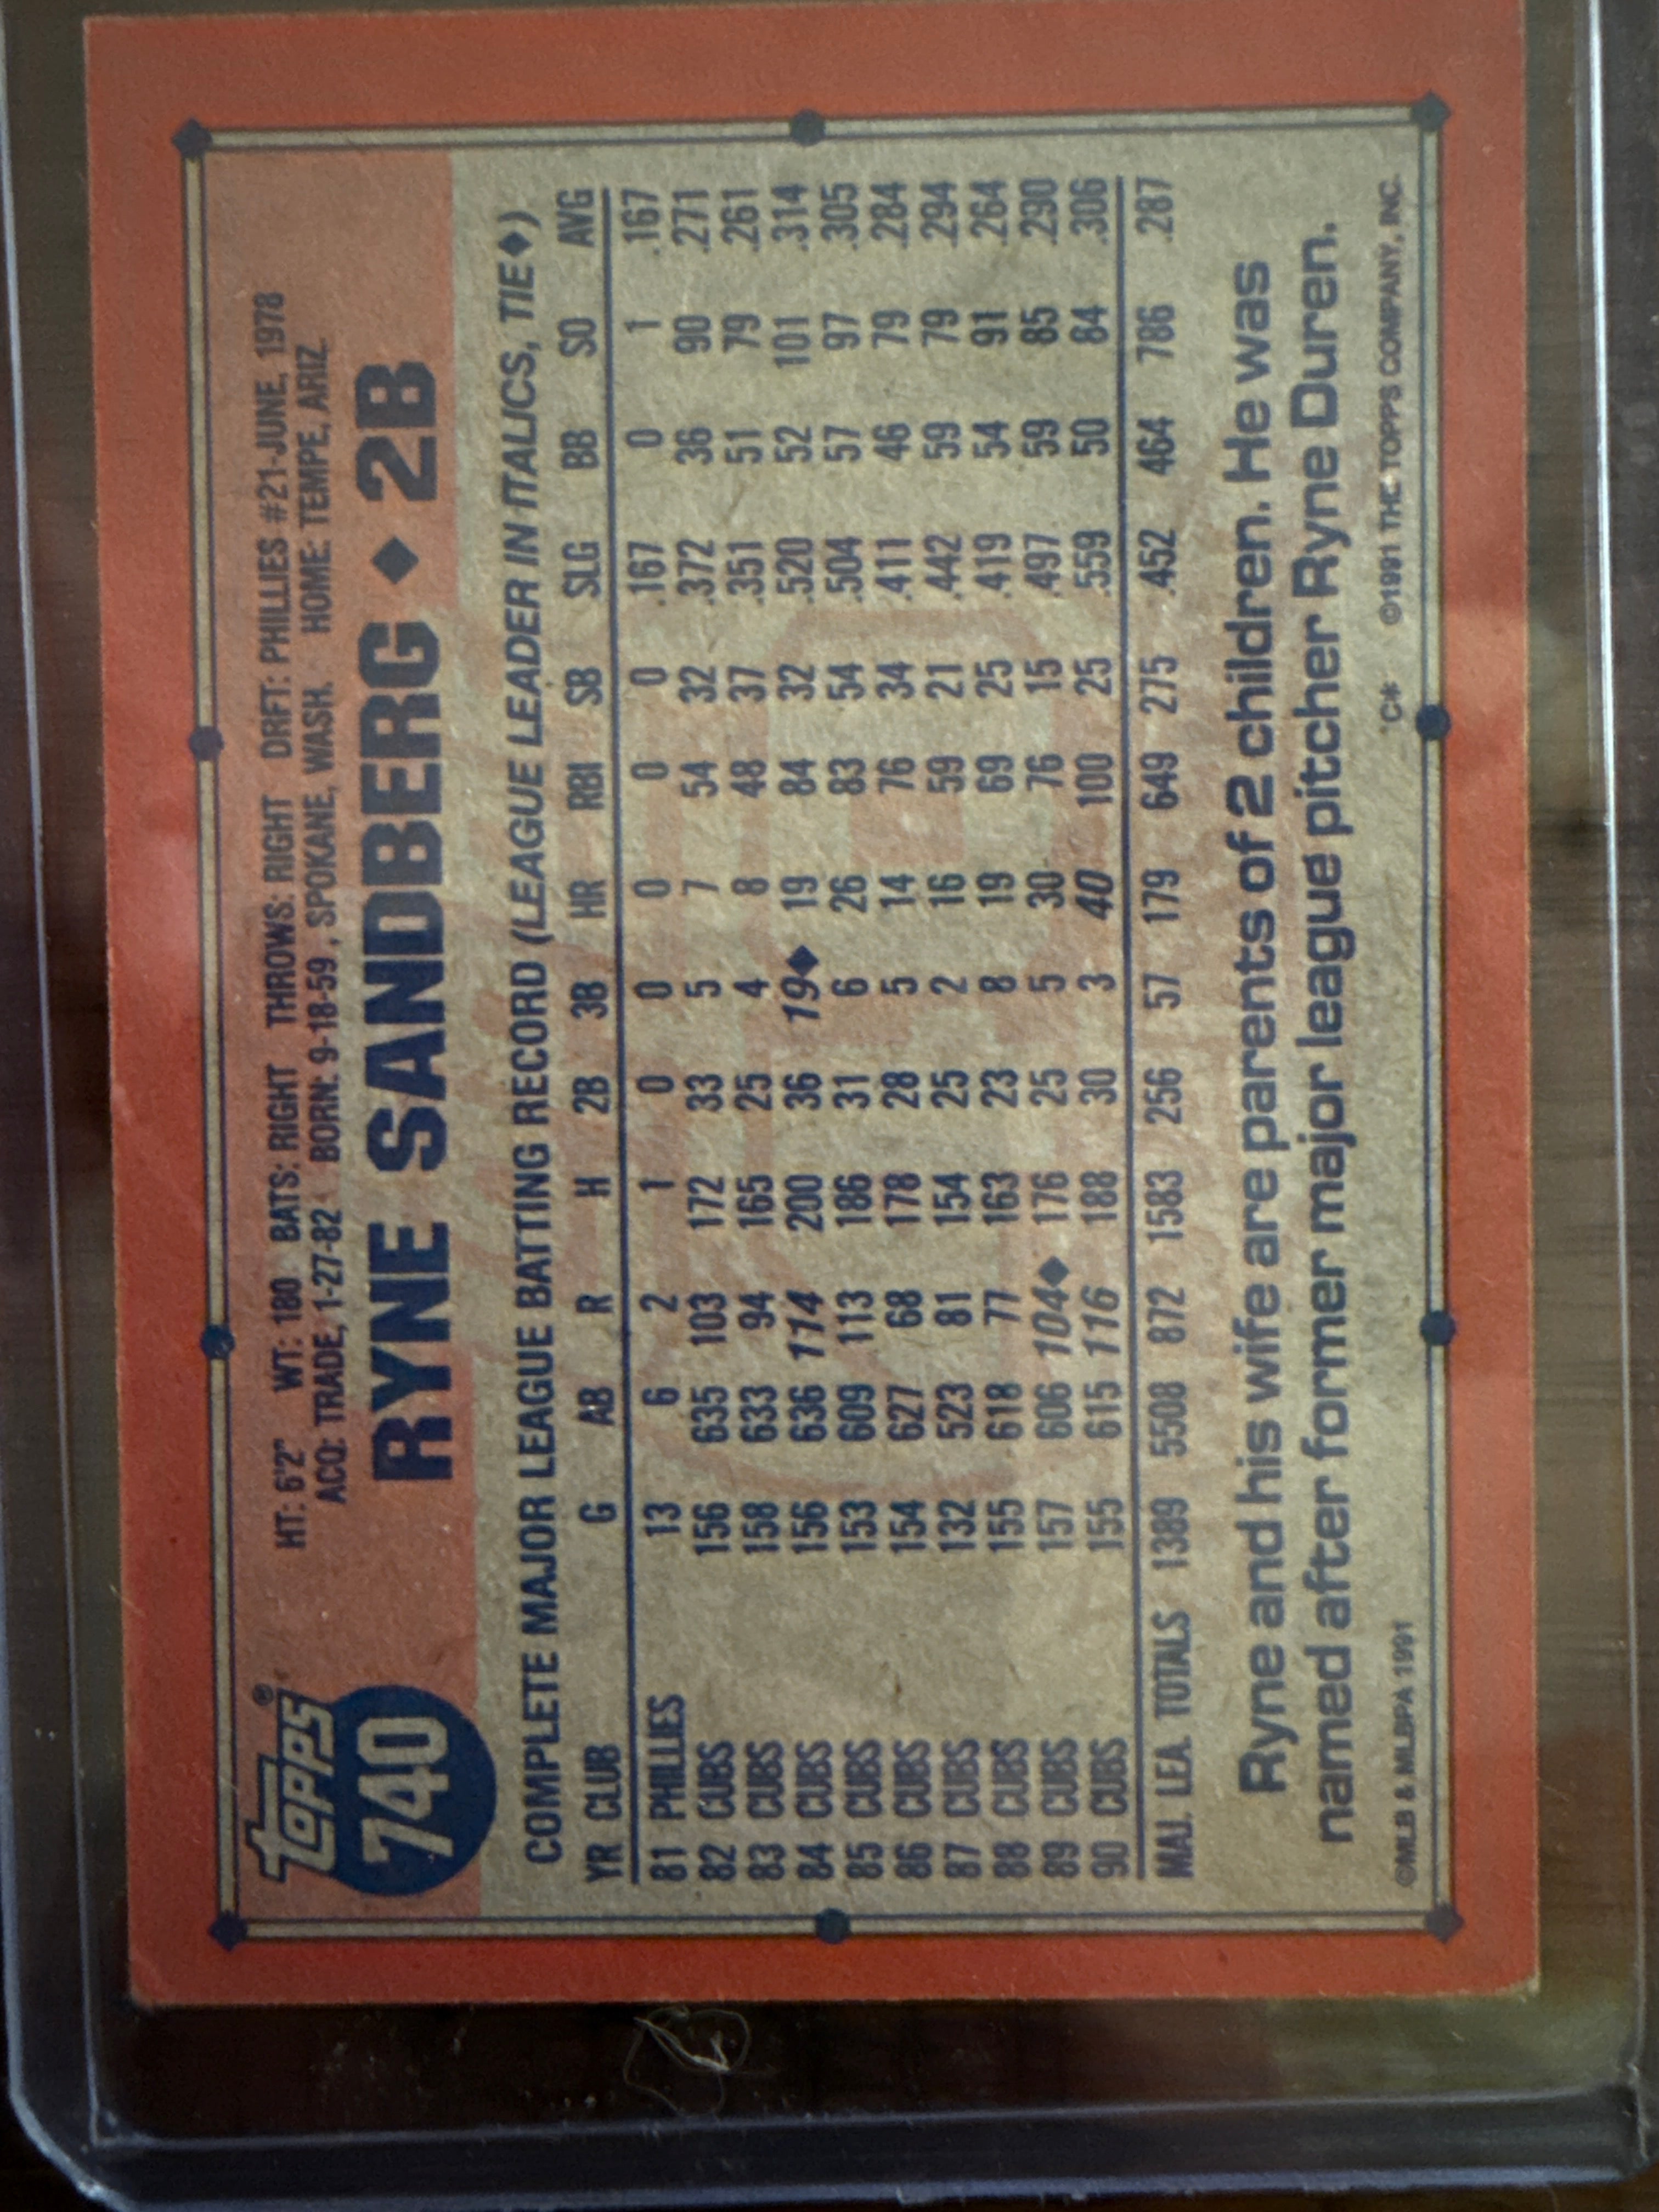 Topps®
740
HT: 6'2" WT: 180 BATS: RIGHT THROWS: RIGHT DRFT: PHILLIES #21-JUNE, 1978
ACQ: TRADE, 1-27-82 BORN: 9-18-59, SPOKANE, WASH. HOME: TEMPE, ARIZ.
RYNE SANDBERG ♦ 2B
COMPLETE MAJOR LEAGUE BATTING RECORD (LEAGUE LEADER IN ITALICS, TIE♦)
YR CLUB G AB R H 2B 3B HR RBI SB SLG BB SO AVG
81 PHILLIES 13 6 2 1 0 0 0 0 0 .167 0 1 .167
82 CUBS 156 635 103 172 33 5 7 54 32 .372 36 90 .271
83 CUBS 158 633 94 165 25 4 8 48 37 .351 51 79 .261
84 CUBS 156 636 114 200 36 19♦ 19 84 32 .520 52 101 .314
85 CUBS 153 609 113 186 31 6 26 83 54 .504 57 97 .305
86 CUBS 154 627 68 178 28 5 14 76 34 .411 46 79 .284
87 CUBS 132 523 81 154 25 2 16 59 21 .442 59 79 .294
88 CUBS 155 618 77 163 23 8 19 69 25 .419 54 91 .264
89 CUBS 157 606 104♦ 176 25 5 30 76 15 .497 59 85 .290
90 CUBS 155 615 116 188 30 3 40 100 25 .559 50 84 .306
MAJ. LEA. TOTALS 1389 5508 872 1583 256 57 179 649 275 .452 464 786 .287
Ryne and his wife are parents of 2 children. He was
named after former major league pitcher Ryne Duren.
©MLB & MLBPA 1991 C* ©1991 THE TOPPS COMPANY, INC.